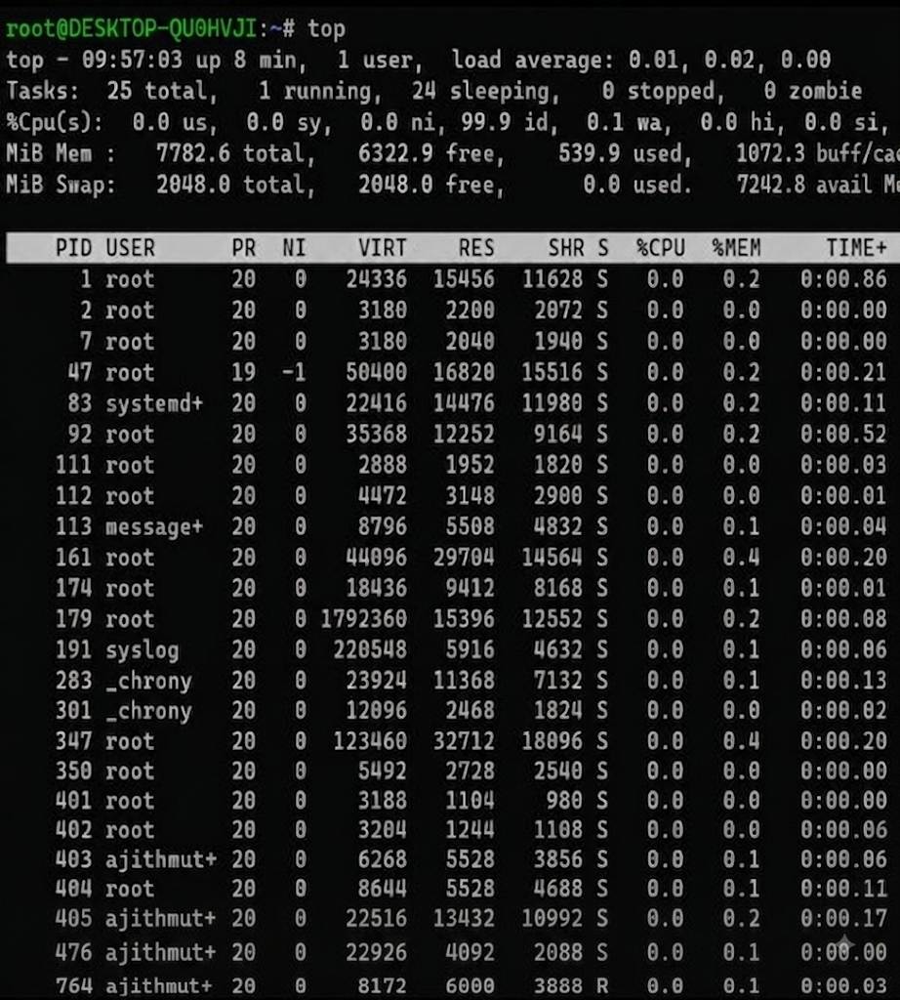 root@DESKTOP-QU0HVJI:~# top
top - 09:57:03 up 8 min,  1 user,  load average: 0.01, 0.02, 0.00
Tasks:  25 total,   1 running,  24 sleeping,   0 stopped,   0 zombie
%Cpu(s):  0.0 us,  0.0 sy,  0.0 ni, 99.9 id,  0.1 wa,  0.0 hi,  0.0 si,
MiB Mem :   7782.6 total,   6322.9 free,    539.9 used,   1072.3 buff/cac
MiB Swap:   2048.0 total,   2048.0 free,      0.0 used.   7242.8 avail Me
PID USER      PR  NI    VIRT    RES    SHR S  %CPU  %MEM     TIME+
1 root      20   0   24336  15456  11628 S   0.0   0.2   0:00.86
2 root      20   0    3180   2200   2072 S   0.0   0.0   0:00.00
7 root      20   0    3180   2040   1940 S   0.0   0.0   0:00.00
47 root      19  -1   50400  16820  15516 S   0.0   0.2   0:00.21
83 systemd+  20   0   22416  14476  11980 S   0.0   0.2   0:00.11
92 root      20   0   35368  12252   9164 S   0.0   0.2   0:00.52
111 root      20   0    2888   1952   1820 S   0.0   0.0   0:00.03
112 root      20   0    4472   3148   2900 S   0.0   0.0   0:00.01
113 message+  20   0    8796   5508   4832 S   0.0   0.1   0:00.04
161 root      20   0   44096  29704  14564 S   0.0   0.4   0:00.20
174 root      20   0   18436   9412   8168 S   0.0   0.1   0:00.01
179 root      20   0 1792360  15396  12552 S   0.0   0.2   0:00.08
191 syslog    20   0  220548   5916   4632 S   0.0   0.1   0:00.06
283 _chrony   20   0   23924  11368   7132 S   0.0   0.1   0:00.13
301 _chrony   20   0   12096   2468   1824 S   0.0   0.0   0:00.02
347 root      20   0  123460  32712  18096 S   0.0   0.4   0:00.20
350 root      20   0    5492   2728   2540 S   0.0   0.0   0:00.00
401 root      20   0    3188   1104    980 S   0.0   0.0   0:00.00
402 root      20   0    3204   1244   1108 S   0.0   0.0   0:00.06
403 ajithmut+ 20   0    6268   5528   3856 S   0.0   0.1   0:00.06
404 root      20   0    8644   5528   4688 S   0.0   0.1   0:00.11
405 ajithmut+ 20   0   22516  13432  10992 S   0.0   0.2   0:00.17
476 ajithmut+ 20   0   22926   4092   2088 S   0.0   0.1   0:00.00
764 ajithmut+ 20   0    8172   6000   3888 R   0.0   0.1   0:00.03